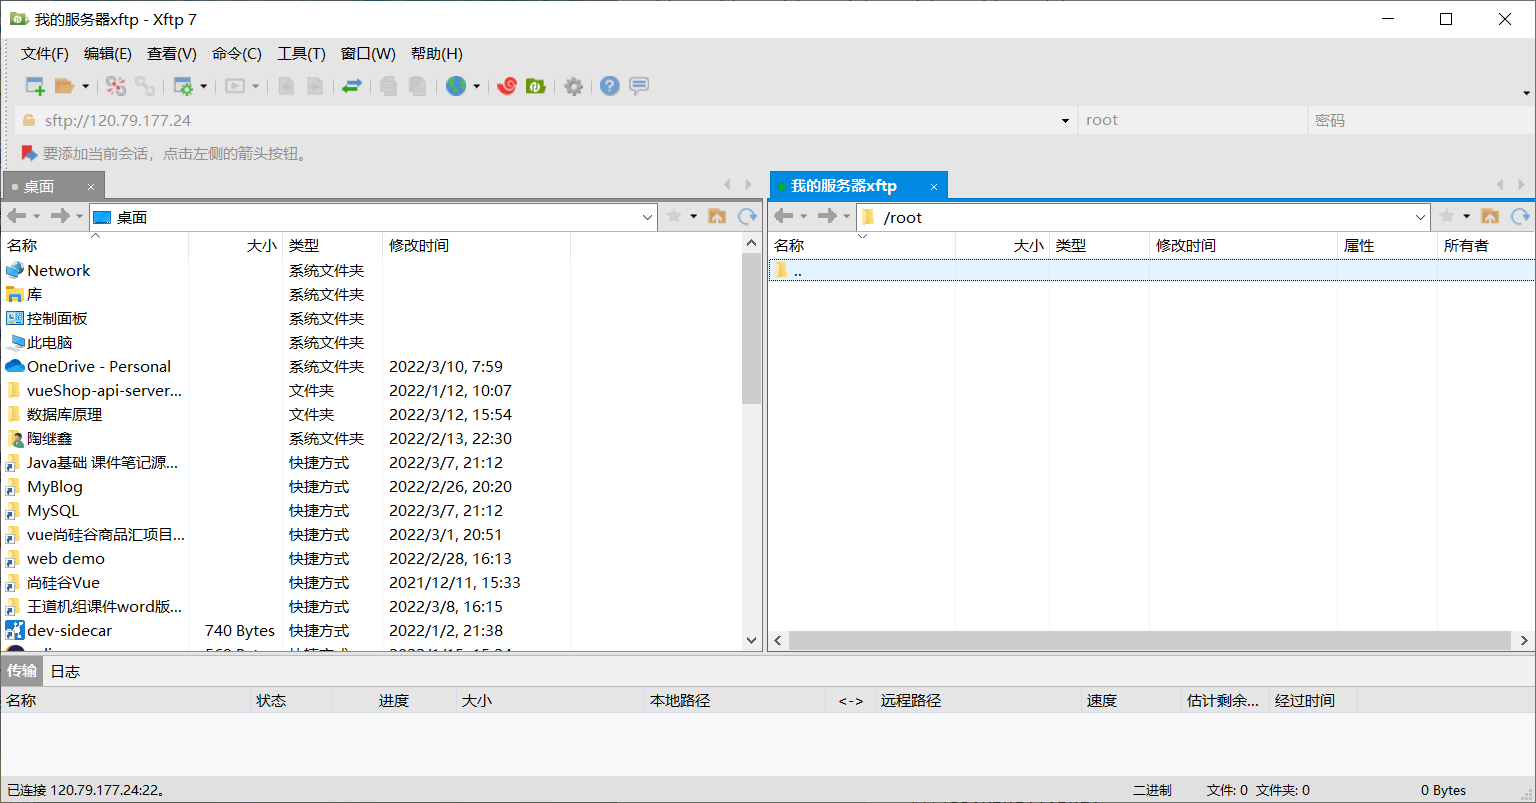 我的服务器xftp - Xftp 7
文件(F) 编辑(E) 查看(V) 命令(C) 工具(T) 窗口(W) 帮助(H)
sftp://120.79.177.24 root 密码
要添加当前会话，点击左侧的箭头按钮。
桌面
我的服务器xftp
桌面
/root
名称 大小 类型 修改时间
名称 大小 类型 修改时间 属性 所有者
..
Network 系统文件夹
库 系统文件夹
控制面板 系统文件夹
此电脑 系统文件夹
OneDrive - Personal 系统文件夹 2022/3/10, 7:59
vueShop-api-server... 文件夹 2022/1/12, 10:07
数据库原理 文件夹 2022/3/12, 15:54
陶继鑫 系统文件夹 2022/2/13, 22:30
Java基础 课件笔记源... 快捷方式 2022/3/7, 21:12
MyBlog 快捷方式 2022/2/26, 20:20
MySQL 快捷方式 2022/3/7, 21:12
vue尚硅谷商品汇项目... 快捷方式 2022/3/1, 20:51
web demo 快捷方式 2022/2/28, 16:13
尚硅谷Vue 快捷方式 2021/12/11, 15:33
王道机组课件word版... 快捷方式 2022/3/8, 16:15
dev-sidecar 740 Bytes 快捷方式 2022/1/2, 21:38
传输 日志
名称 状态 进度 大小 本地路径 <-> 远程路径 速度 估计剩余... 经过时间
已连接 120.79.177.24:22。 二进制 文件: 0 文件夹: 0 0 Bytes